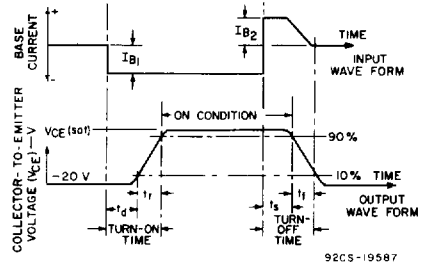 +
BASE
CURRENT
-
IB1
IB2
TIME
INPUT
WAVE FORM
ON CONDITION
COLLECTOR-TO-EMITTER
VOLTAGE (VCE)—V
VCE (sat)
90%
-20 V
10%
TIME
OUTPUT
WAVE FORM
td
tr
ts
tf
TURN-ON
TIME
TURN-
OFF
TIME
92CS-19587